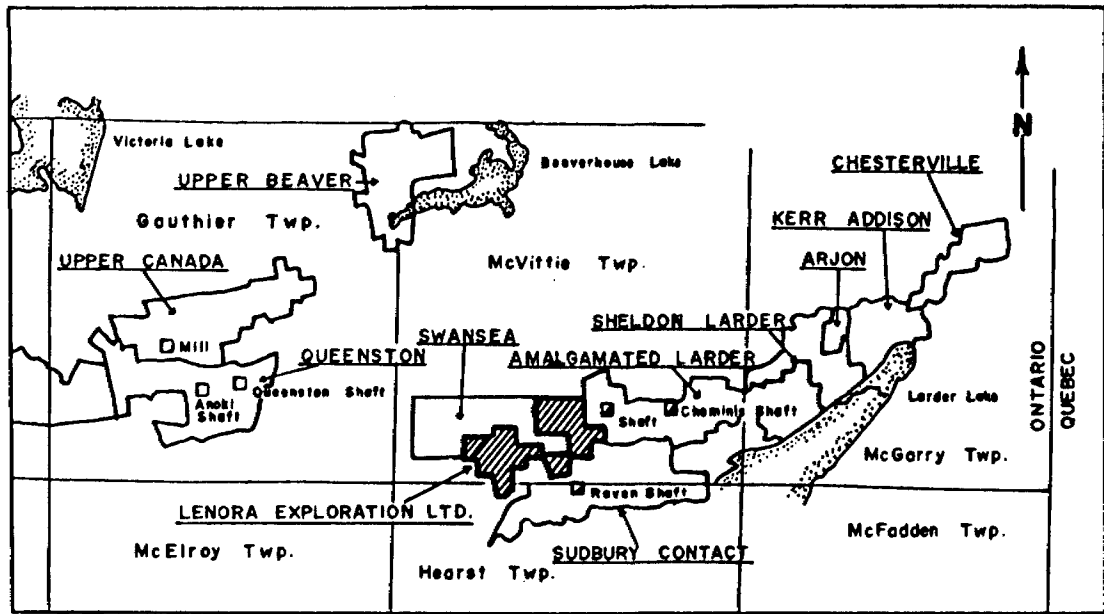 N
Victoria Lake
Beaverhouse Lake
CHESTERVILLE
UPPER BEAVER
KERR ADDISON
Gauthier Twp.
ARJON
UPPER CANADA
McVittie Twp.
SHELDON LARDER
SWANSEA
AMALGAMATED LARDER
Mill
QUEENSTON
Queenston Shaft
Anoki
Shaft
Shaft
Cheminis Shaft
Larder Lake
ONTARIO
QUEBEC
McGarry Twp.
Raven Shaft
LENORA EXPLORATION LTD.
McElroy Twp.
SUDBURY CONTACT
McFadden Twp.
Hearst Twp.